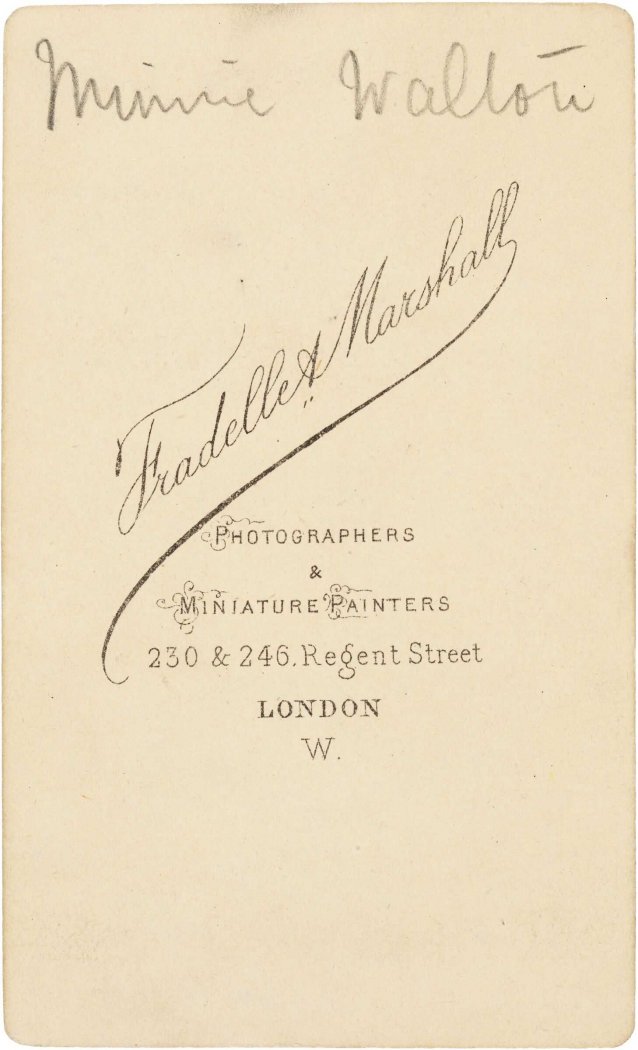 Minnie Walton
Fradelle & Marshall
PHOTOGRAPHERS
&
MINIATURE PAINTERS
230 & 246, Regent Street
LONDON
W.